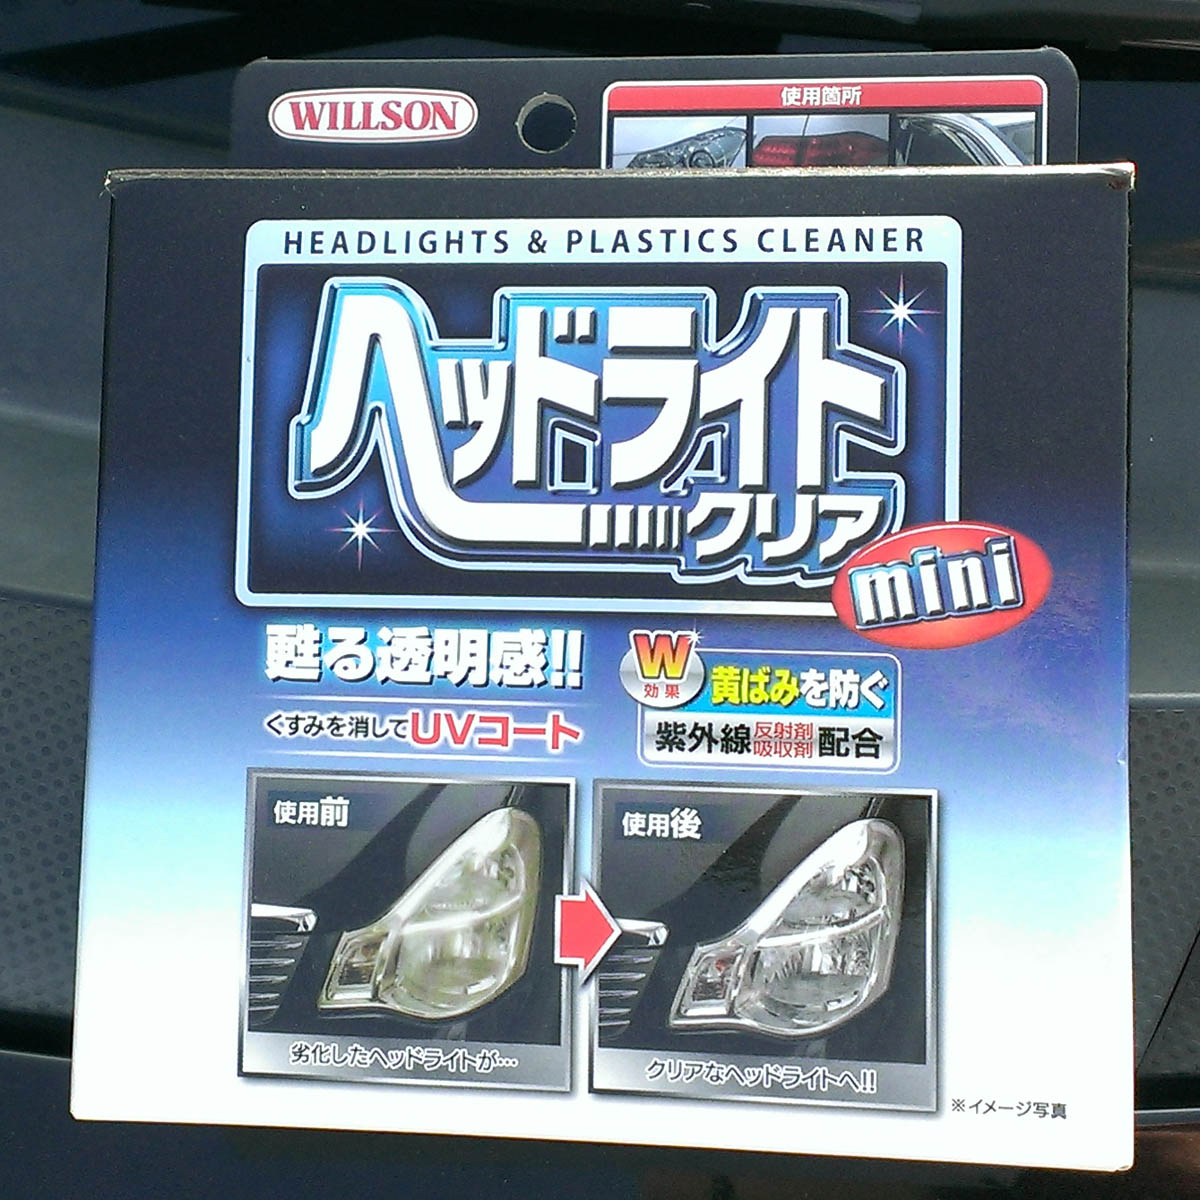 WILLSON
使用箇所
HEADLIGHTS & PLASTICS CLEANER
ヘッドライト
クリア
mini
甦る透明感!!
くすみを消してUVコート
W
効果
黄ばみを防ぐ
紫外線反射剤吸収剤配合
使用前
使用後
劣化したヘッドライトが…
クリアなヘッドライトへ!!
※イメージ写真